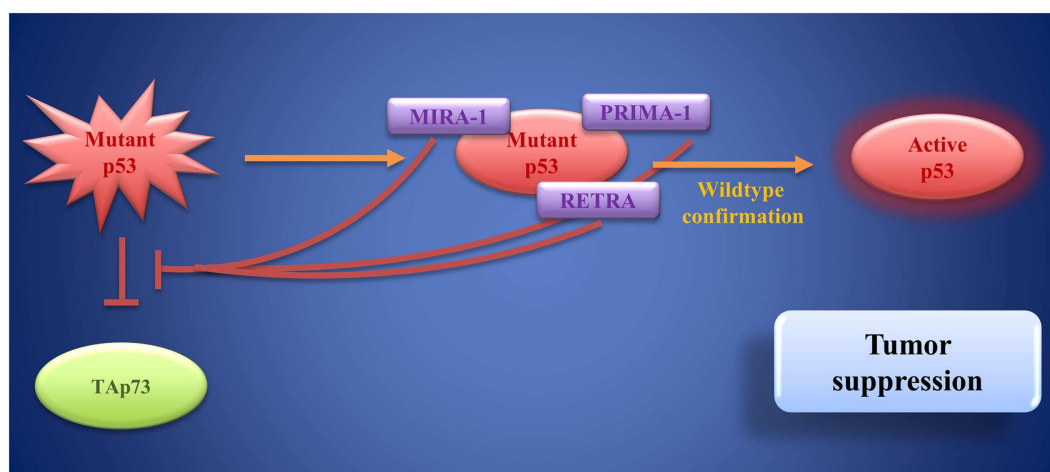 Mutant
p53
MIRA-1
PRIMA-1
Mutant
p53
RETRA
Wildtype
confirmation
Active
p53
TAp73
Tumor
suppression